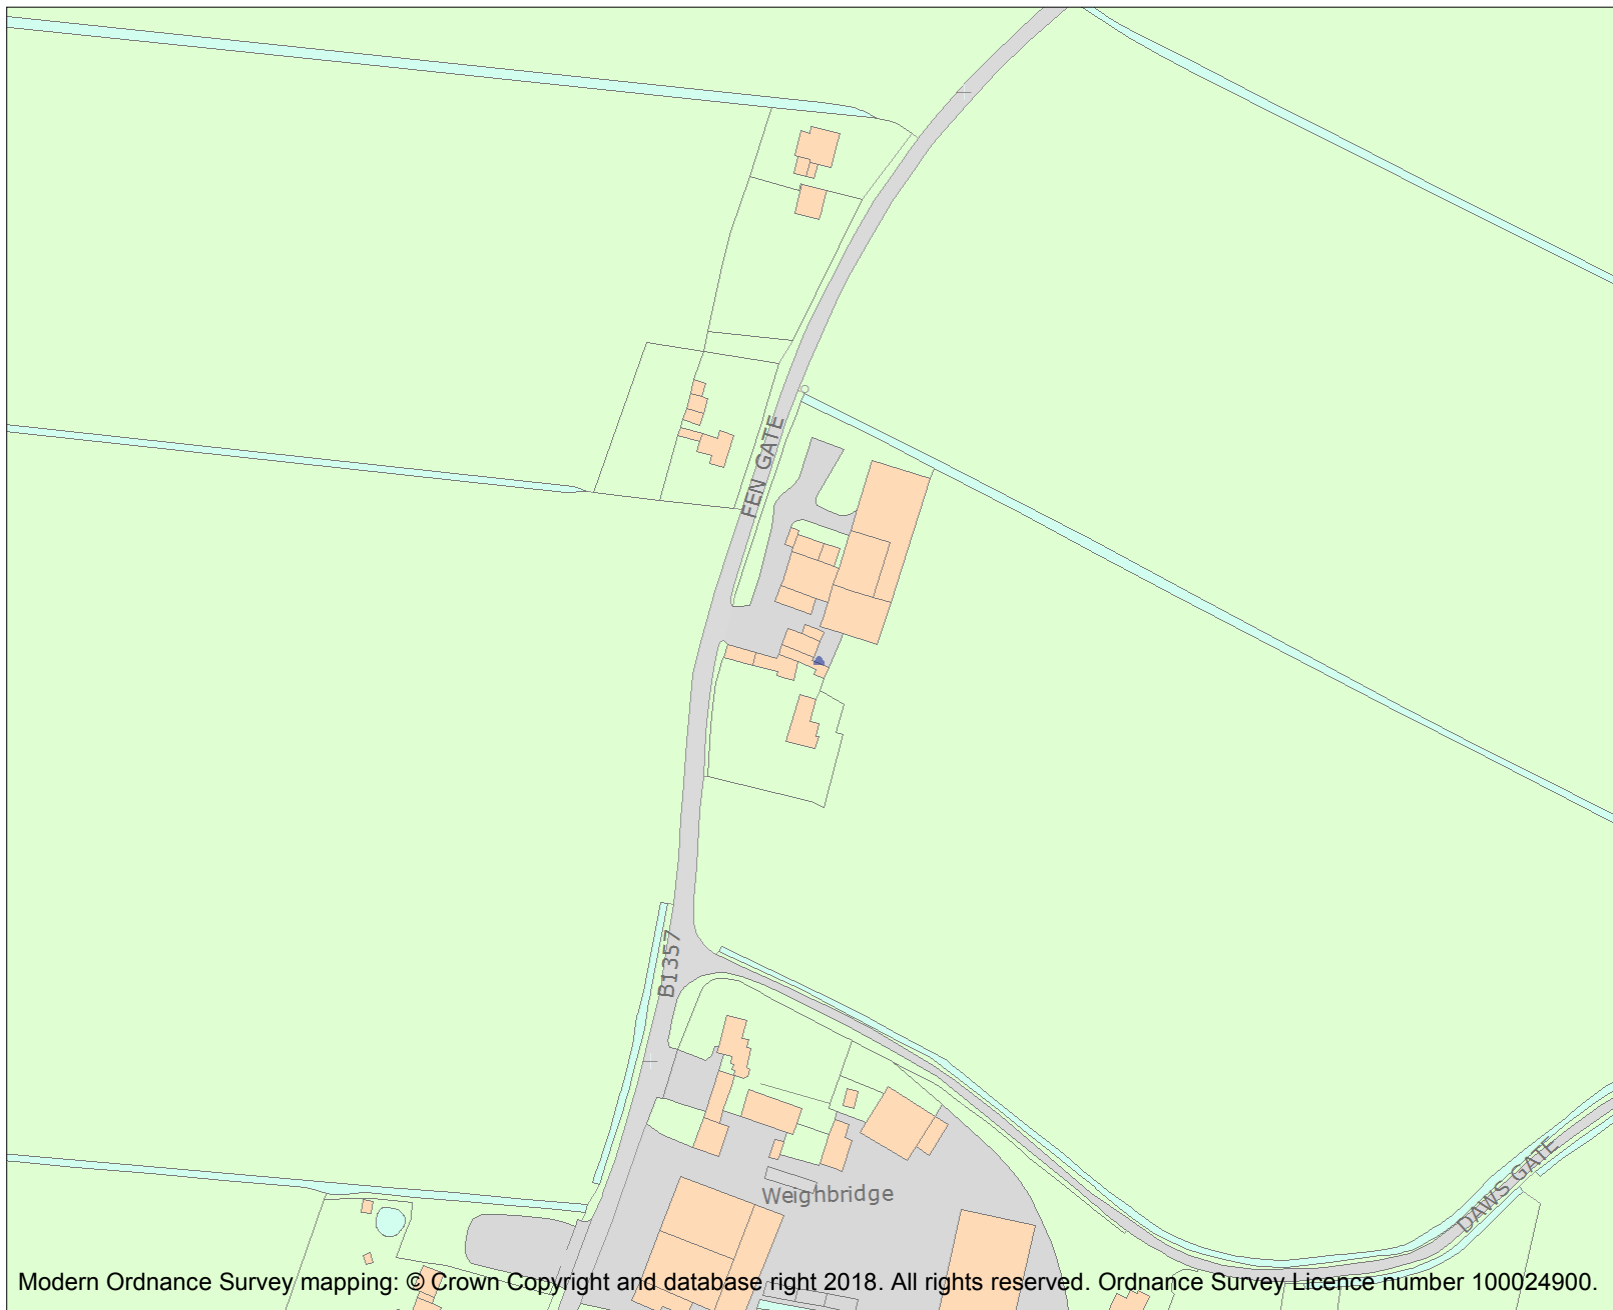 FEN GATE
B1357
Weighbridge
DAWS GATE
Modern Ordnance Survey mapping: © Crown Copyright and database right 2018. All rights reserved. Ordnance Survey Licence number 100024900.